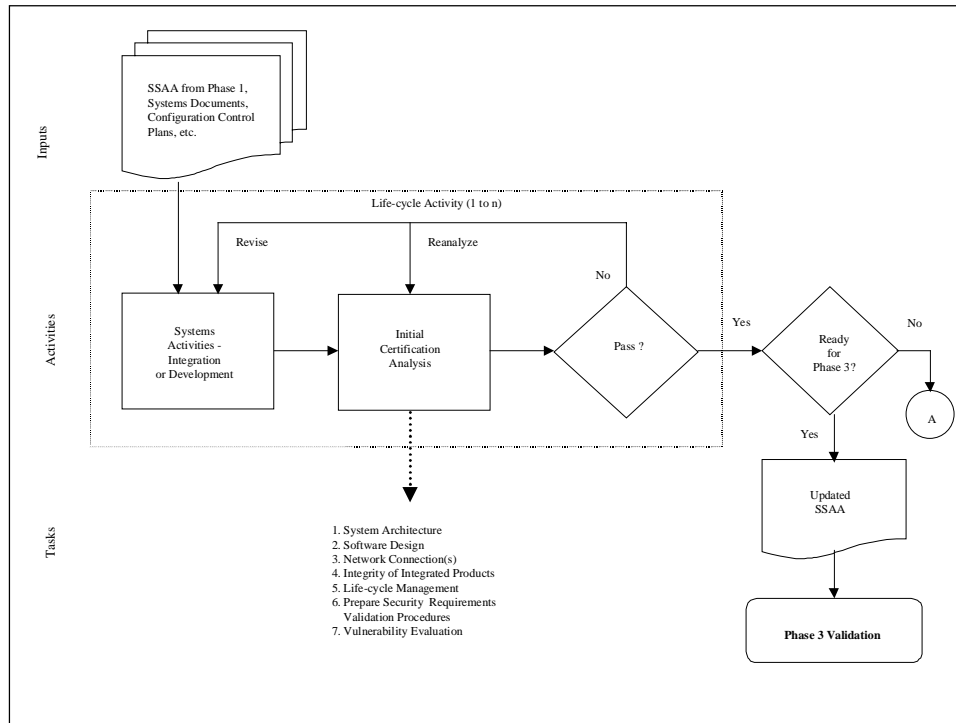 Inputs
SSAA from Phase 1,
Systems Documents,
Configuration Control
Plans, etc.
Life-cycle Activity (1 to n)
Revise
Reanalyze
No
Activities
Systems
Activities -
Integration
or Development
Initial
Certification
Analysis
Pass ?
Yes
Ready
for
Phase 3?
No
A
Yes
Updated
SSAA
Tasks
1. System Architecture
2. Software Design
3. Network Connection(s)
4. Integrity of Integrated Products
5. Life-cycle Management
6. Prepare Security Requirements
Validation Procedures
7. Vulnerability Evaluation
Phase 3 Validation